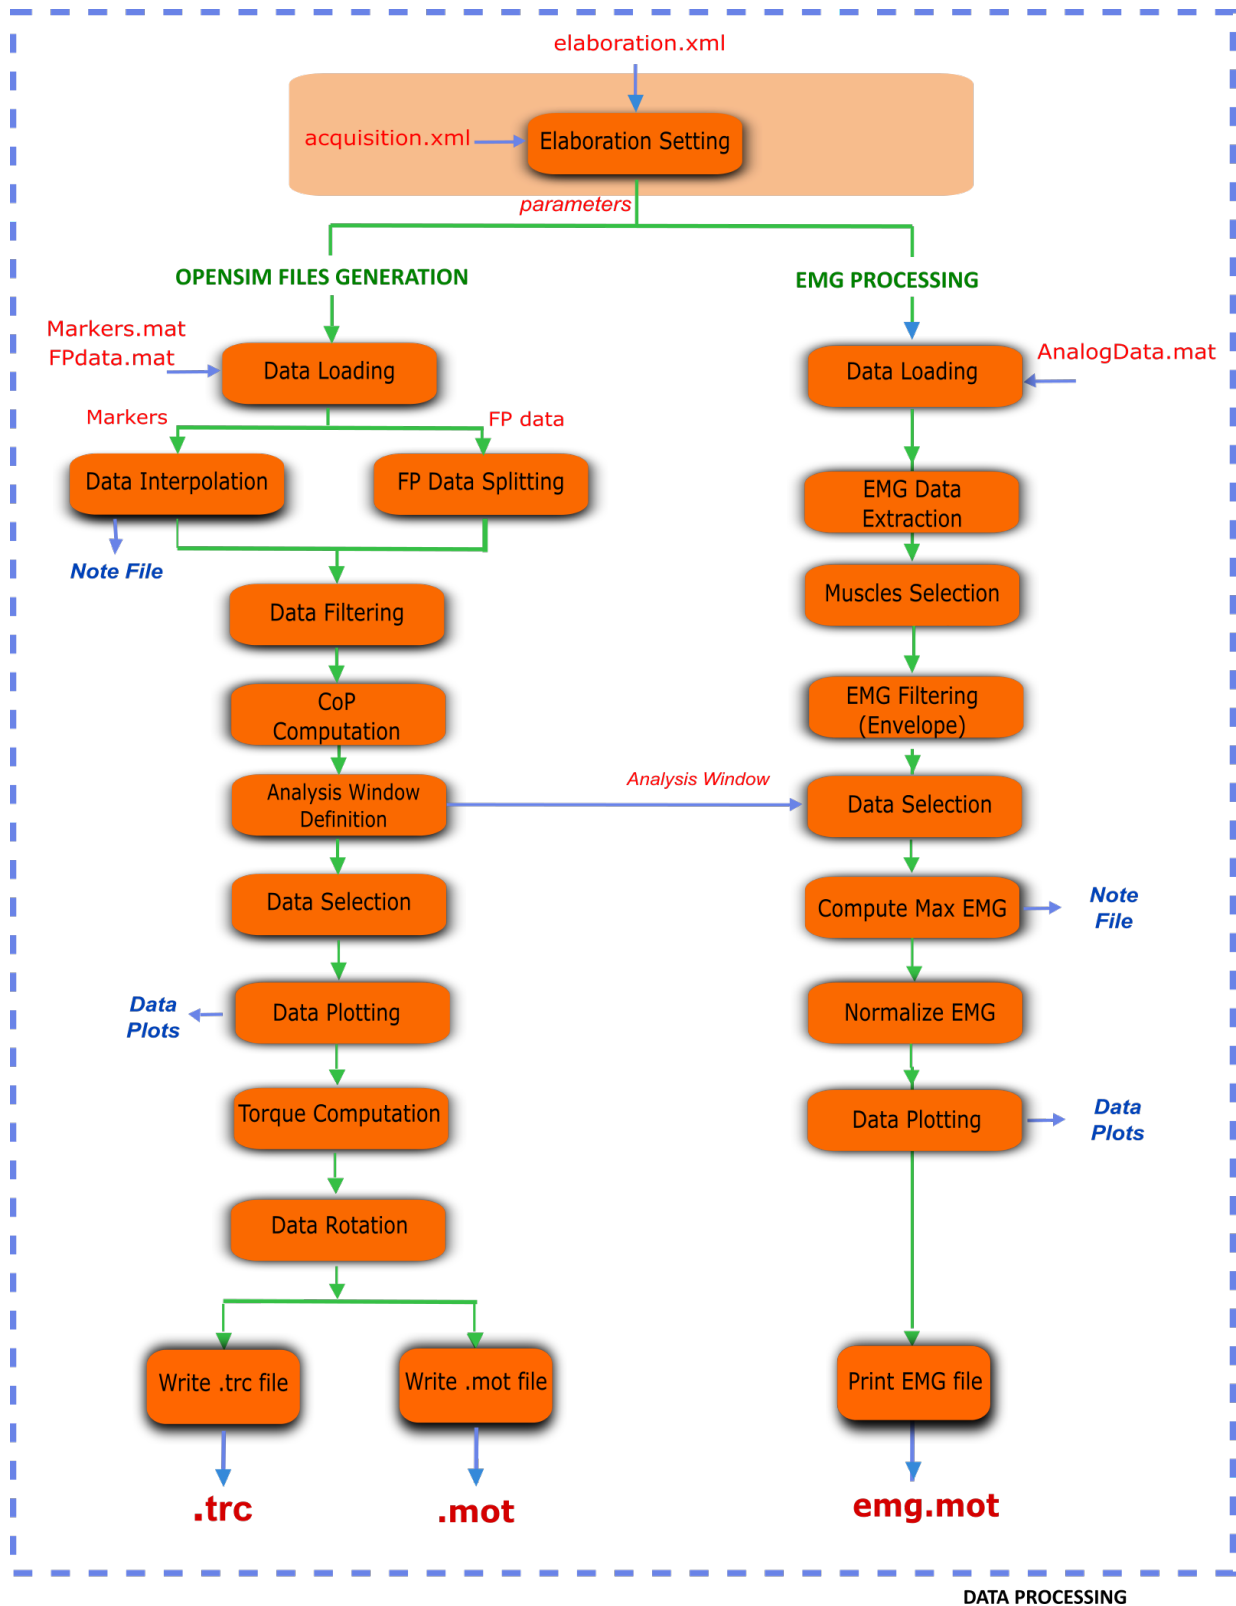 elaboration.xml
acquisition.xml
Elaboration Setting
parameters
OPENSIM FILES GENERATION
Markers.mat
FPdata.mat
Data Loading
Markers
FP data
Data Interpolation
FP Data Splitting
Note File
Data Filtering
CoP
Computation
Analysis Window
Definition
Analysis Window
Data Selection
Data Plotting
Data
Plots
Torque Computation
Data Rotation
Write .trc file
Write .mot file
.trc
.mot
EMG PROCESSING
Data Loading
AnalogData.mat
EMG Data
Extraction
Muscles Selection
EMG Filtering
(Envelope)
Data Selection
Compute Max EMG
Note
File
Normalize EMG
Data Plotting
Data
Plots
Print EMG file
emg.mot
DATA PROCESSING